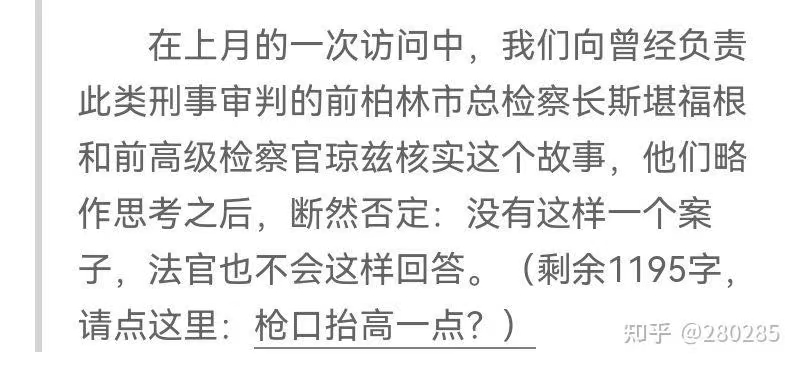 在上月的一次访问中，我们向曾经负责
此类刑事审判的前柏林市总检察长斯堪福根
和前高级检察官琼兹核实这个故事，他们略
作思考之后，断然否定：没有这样一个案
子，法官也不会这样回答。（剩余1195字，
请点这里：枪口抬高一点？）
知乎 @280285